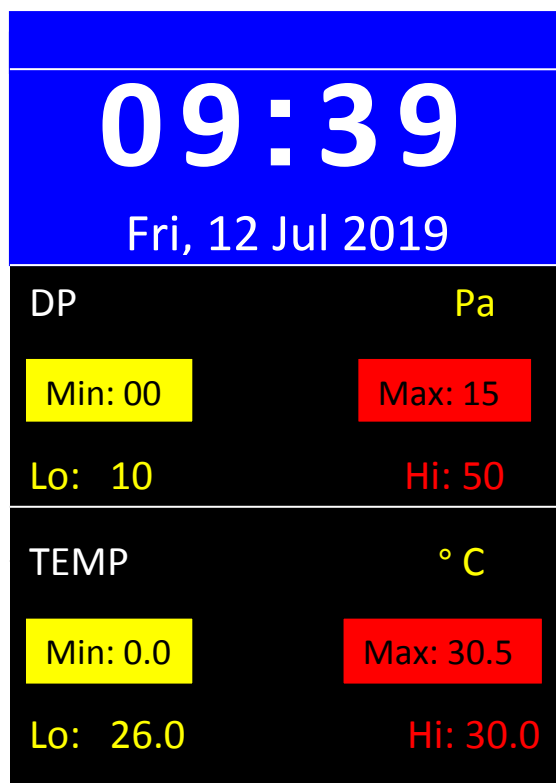 09:39
Fri, 12 Jul 2019
DP Pa
Min: 00 Max: 15
Lo: 10 Hi: 50
TEMP ° C
Min: 0.0 Max: 30.5
Lo: 26.0 Hi: 30.0